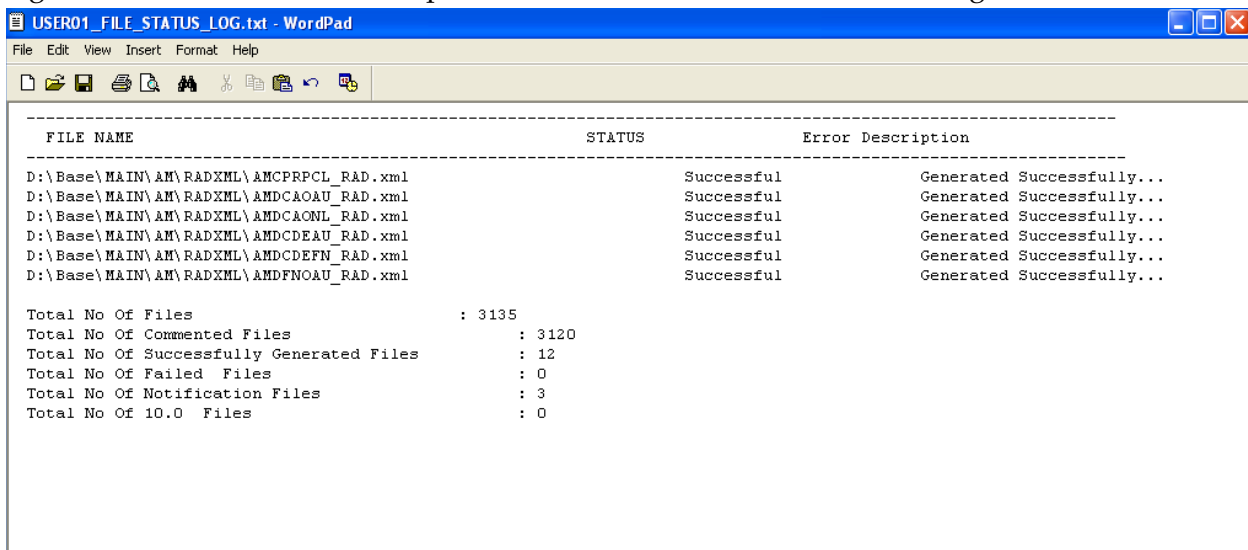 USER01_FILE_STATUS_LOG.txt - WordPad
File Edit View Insert Format Help
FILE NAME STATUS Error Description
D:\Base\MAIN\AM\RADXML\AMCPRPCL_RAD.xml Successful Generated Successfully...
D:\Base\MAIN\AM\RADXML\AMDCAOAU_RAD.xml Successful Generated Successfully...
D:\Base\MAIN\AM\RADXML\AMDCAONL_RAD.xml Successful Generated Successfully...
D:\Base\MAIN\AM\RADXML\AMDCDEAU_RAD.xml Successful Generated Successfully...
D:\Base\MAIN\AM\RADXML\AMDCDEFN_RAD.xml Successful Generated Successfully...
D:\Base\MAIN\AM\RADXML\AMDFNOAU_RAD.xml Successful Generated Successfully...
Total No Of Files : 3135
Total No Of Commented Files : 3120
Total No Of Successfully Generated Files : 12
Total No Of Failed Files : 0
Total No Of Notification Files : 3
Total No Of 10.0 Files : 0